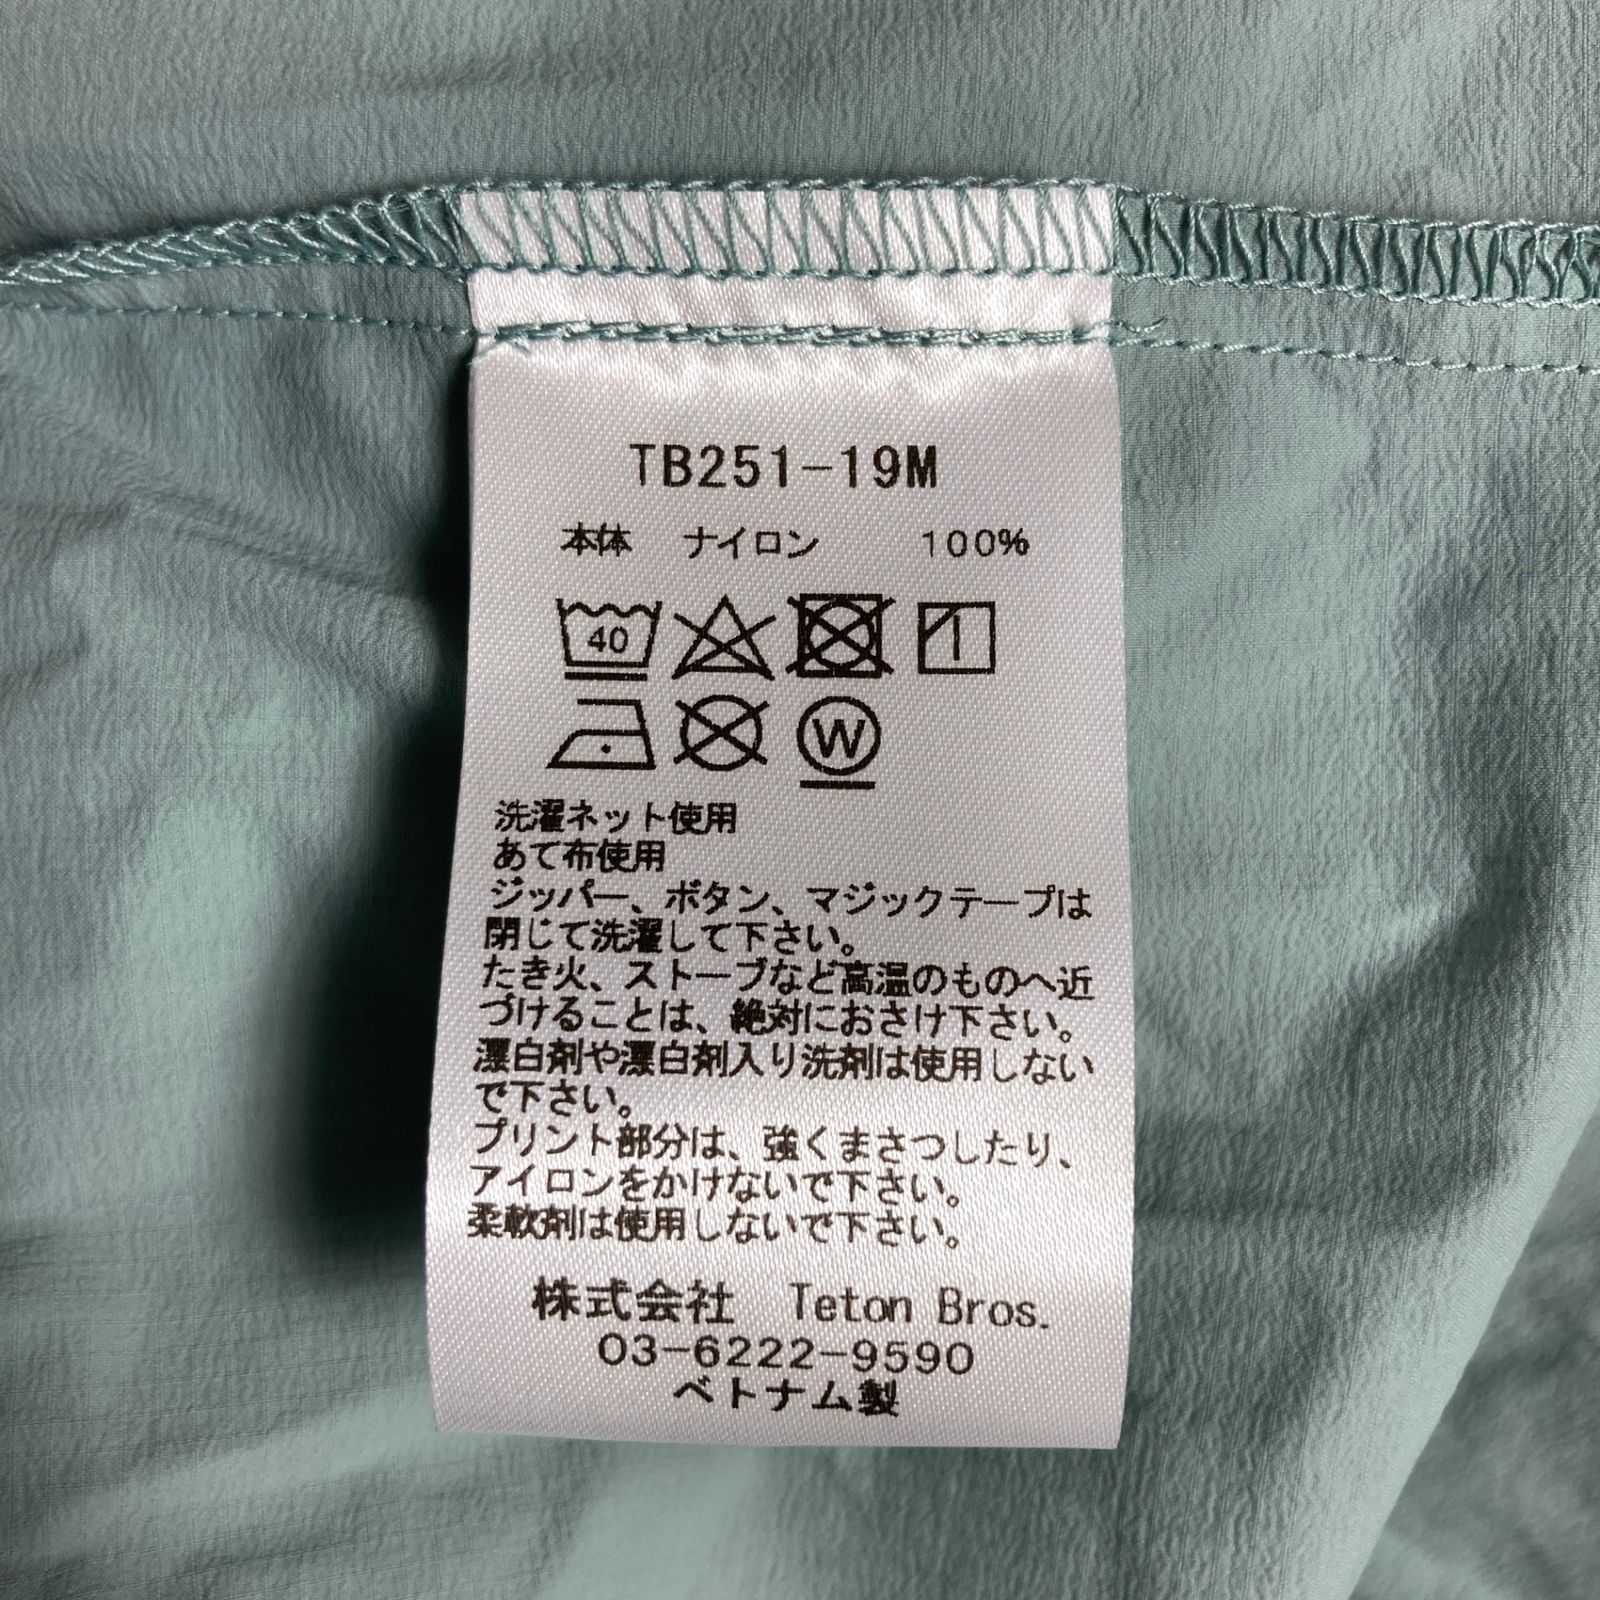 TB251-19M
本体 ナイロン 100%
40
W
洗濯ネット使用
あて布使用
ジッパー、ボタン、マジックテープは
閉じて洗濯して下さい。
たき火、ストーブなど高温のものへ近
づけることは、絶対におさけ下さい。
漂白剤や漂白剤入り洗剤は使用しない
で下さい。
プリント部分は、強くまさつしたり、
アイロンをかけないで下さい。
柔軟剤は使用しないで下さい。
株式会社 Teton Bros.
03-6222-9590
ベトナム製